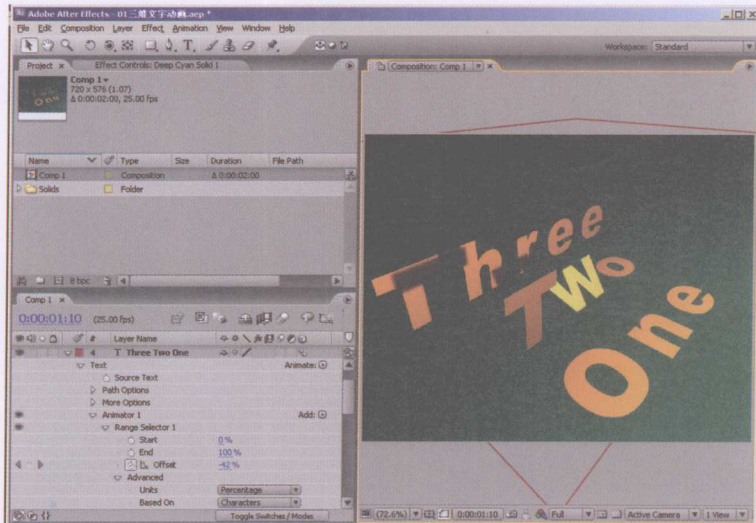 Adobe After Effects - 01三维文字动画.aep *
File Edit Composition Layer Effect Animation View Window Help
Workspace: Standard
Project × Effect Controls: Deep Cyan Solid 1
Comp 1
720 x 576 (1.07)
Δ 0:00:02:00, 25.00 fps
Name Type Size Duration File Path
Comp 1 Composition Δ 0:00:02:00
Solids Folder
8 bpc
Composition: Comp 1
Three
Two
One
Comp 1 ×
0:00:01:10 (25.00 fps)
# Layer Name
4 T Three Two One
Text Animate:
Source Text
Path Options
More Options
Animator 1 Add:
Range Selector 1
Start 0 %
End 100 %
Offset -42 %
Advanced
Units Percentage
Based On Characters
Toggle Switches / Modes
(72.6%) 0:00:01:10 Full Active Camera 1 View